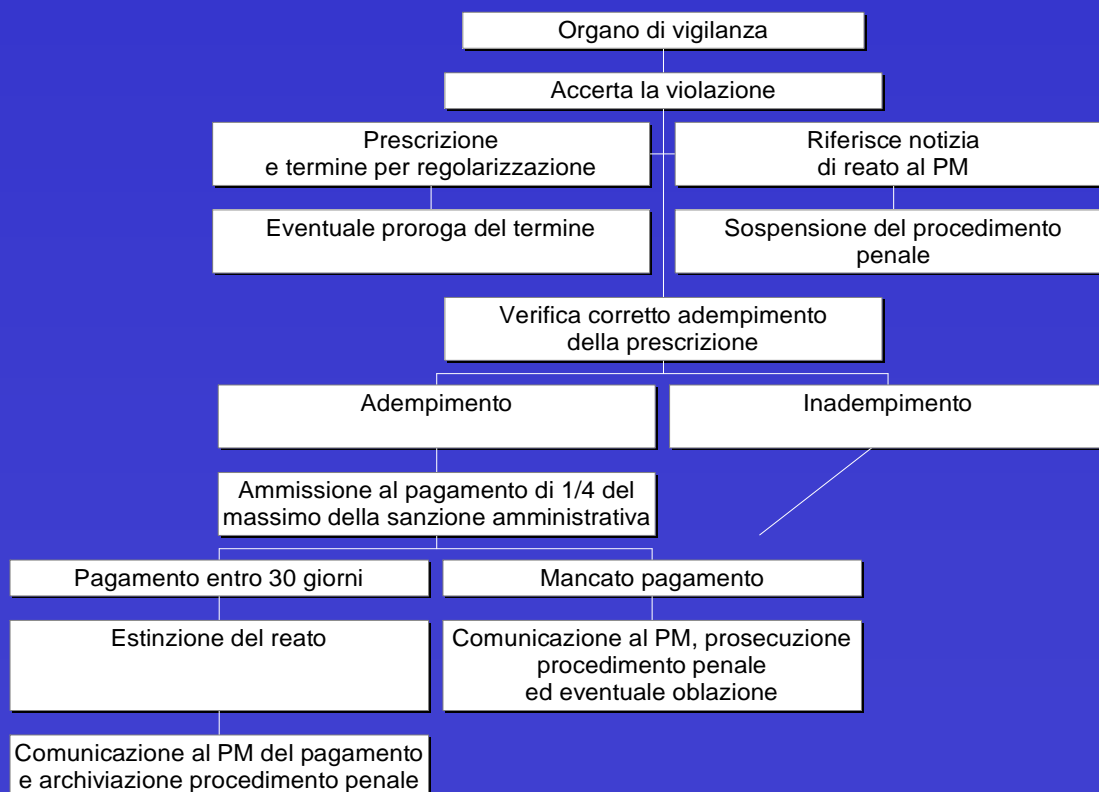 Organo di vigilanza
Accerta la violazione
Prescrizione
e termine per regolarizzazione
Riferisce notizia
di reato al PM
Eventuale proroga del termine
Sospensione del procedimento
penale
Verifica corretto adempimento
della prescrizione
Adempimento
Inadempimento
Ammissione al pagamento di 1/4 del
massimo della sanzione amministrativa
Pagamento entro 30 giorni
Mancato pagamento
Estinzione del reato
Comunicazione al PM, prosecuzione
procedimento penale
ed eventuale oblazione
Comunicazione al PM del pagamento
e archiviazione procedimento penale